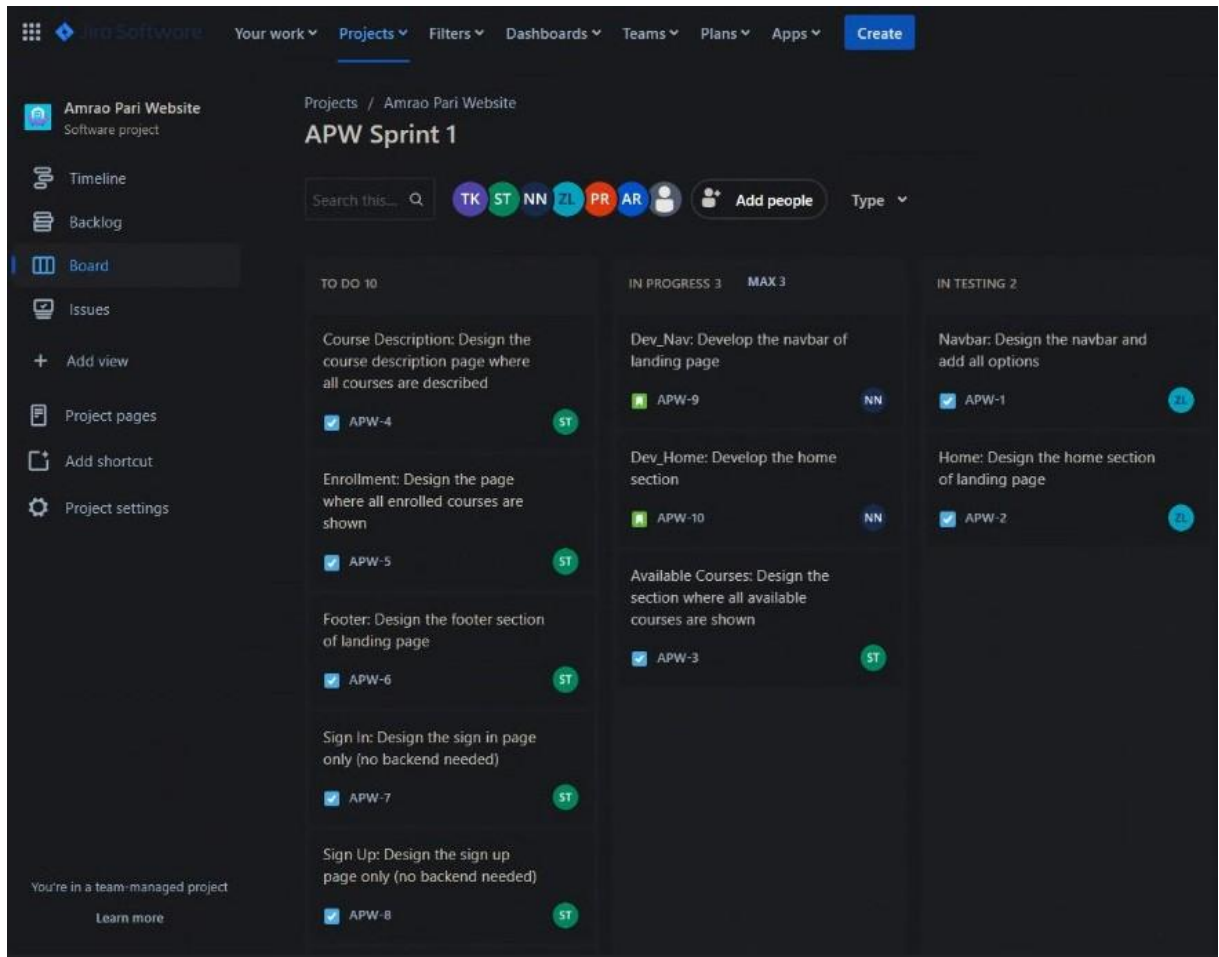 Jira Software Your work Projects Filters Dashboards Teams Plans Apps Create
Amrao Pari Website
Software project
Timeline
Backlog
Board
Issues
Add view
Project pages
Add shortcut
Project settings
You're in a team-managed project
Learn more
Projects / Amrao Pari Website
APW Sprint 1
Search this... TK ST NN ZL PR AR Add people Type
TO DO 10
Course Description: Design the
course description page where
all courses are described
APW-4 ST
Enrollment: Design the page
where all enrolled courses are
shown
APW-5 ST
Footer: Design the footer section
of landing page
APW-6 ST
Sign In: Design the sign in page
only (no backend needed)
APW-7 ST
Sign Up: Design the sign up
page only (no backend needed)
APW-8 ST
IN PROGRESS 3 MAX 3
Dev_Nav: Develop the navbar of
landing page
APW-9 NN
Dev_Home: Develop the home
section
APW-10 NN
Available Courses: Design the
section where all available
courses are shown
APW-3 ST
IN TESTING 2
Navbar: Design the navbar and
add all options
APW-1 ZL
Home: Design the home section
of landing page
APW-2 ZL